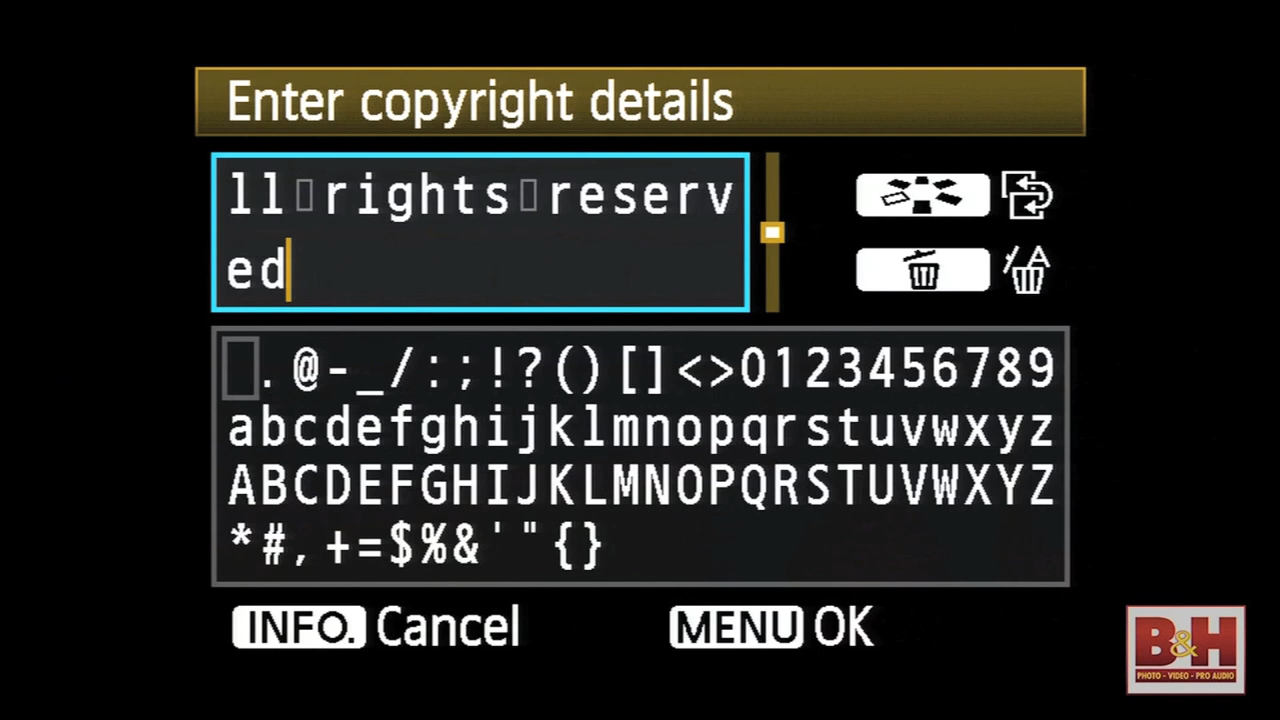 Enter copyright details
ll▯rights▯reserv
ed
▯.@-_/:;!?()[]<>0123456789
abcdefghijklmnopqrstuvwxyz
ABCDEFGHIJKLMNOPQRSTUVWXYZ
*#,+=$%&'"{}
INFO. Cancel MENU OK
B&H
PHOTO - VIDEO - PRO AUDIO